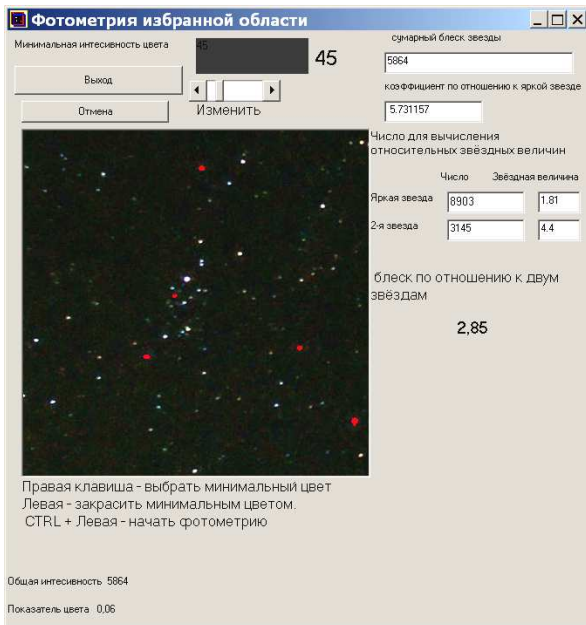 Фотометрия избранной области
Минимальная интесивность цвета
45
45
Выход
Отмена
Изменить
сумарный блеск звезды
5864
коэффициент по отношению к яркой звезде
5.731157
Число для вычисления
относительных звёздных величин
Число Звёздная величина
Яркая звезда 8903 1.81
2-я звезда 3145 4.4
блеск по отношению к двум
звёздам
2,85
Правая клавиша - выбрать минимальный цвет
Левая - закрасить минимальным цветом.
CTRL + Левая - начать фотометрию
Общая интесивность 5864
Показатель цвета 0,06